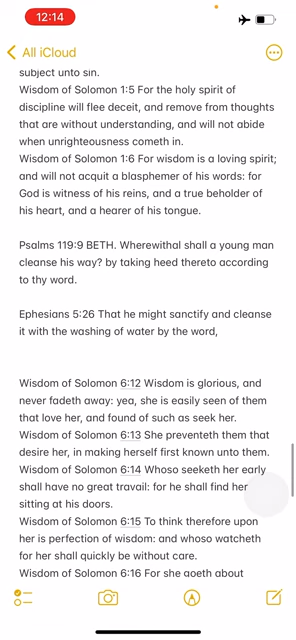 12:14
All iCloud
subject unto sin.
Wisdom of Solomon 1:5 For the holy spirit of
discipline will flee deceit, and remove from thoughts
that are without understanding, and will not abide
when unrighteousness cometh in.
Wisdom of Solomon 1:6 For wisdom is a loving spirit;
and will not acquit a blasphemer of his words: for
God is witness of his reins, and a true beholder of
his heart, and a hearer of his tongue.
Psalms 119:9 BETH. Wherewithal shall a young man
cleanse his way? by taking heed thereto according
to thy word.
Ephesians 5:26 That he might sanctify and cleanse
it with the washing of water by the word,
Wisdom of Solomon 6:12 Wisdom is glorious, and
never fadeth away: yea, she is easily seen of them
that love her, and found of such as seek her.
Wisdom of Solomon 6:13 She preventeth them that
desire her, in making herself first known unto them.
Wisdom of Solomon 6:14 Whoso seeketh her early
shall have no great travail: for he shall find her
sitting at his doors.
Wisdom of Solomon 6:15 To think therefore upon
her is perfection of wisdom: and whoso watcheth
for her shall quickly be without care.
Wisdom of Solomon 6:16 For she goeth about